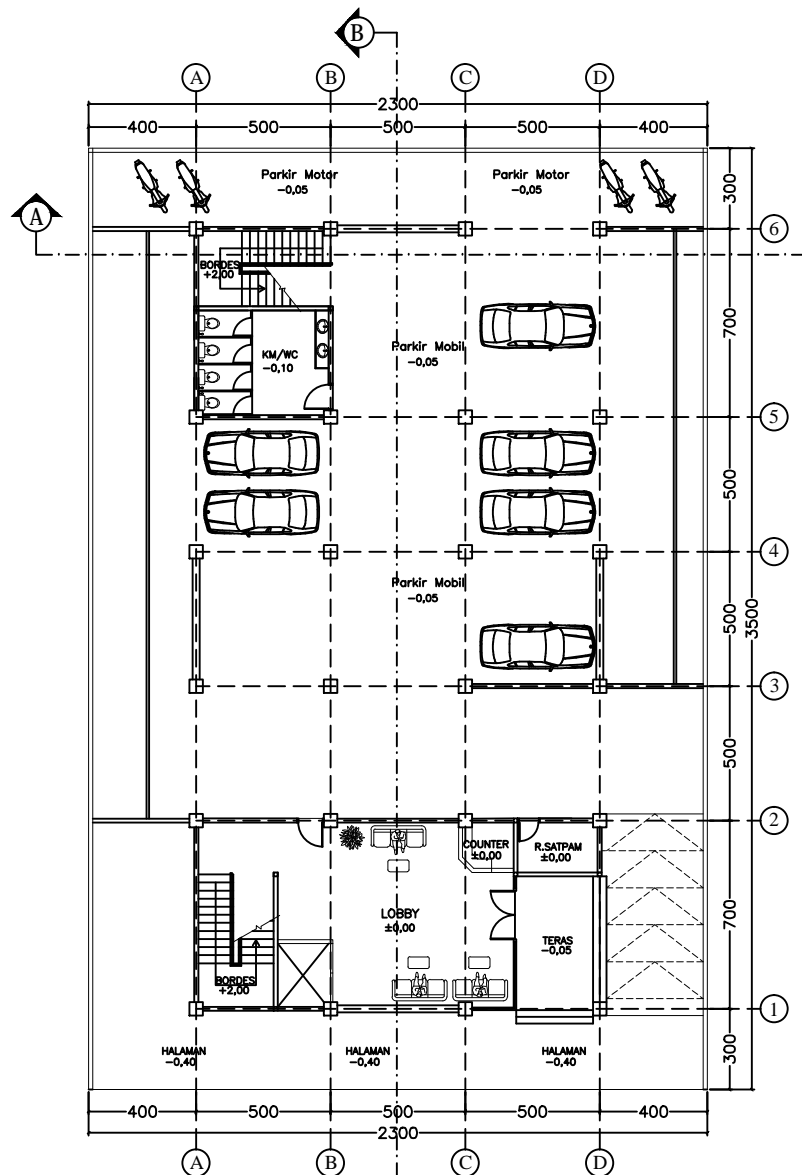 B
A B C D
2300
400 500 500 500 400
Parkir Motor
-0,05
Parkir Motor
-0,05
300
A
6
BORDES
+2,00
700
Parkir Mobil
-0,05
KM/WC
-0,10
5
500
4
Parkir Mobil
-0,05
500
3500
3
500
2
COUNTER
±0,00
R.SATPAM
±0,00
LOBBY
±0,00
700
TERAS
-0,05
BORDES
+2,00
1
HALAMAN
-0,40
HALAMAN
-0,40
HALAMAN
-0,40
300
400 500 500 500 400
2300
A B C D